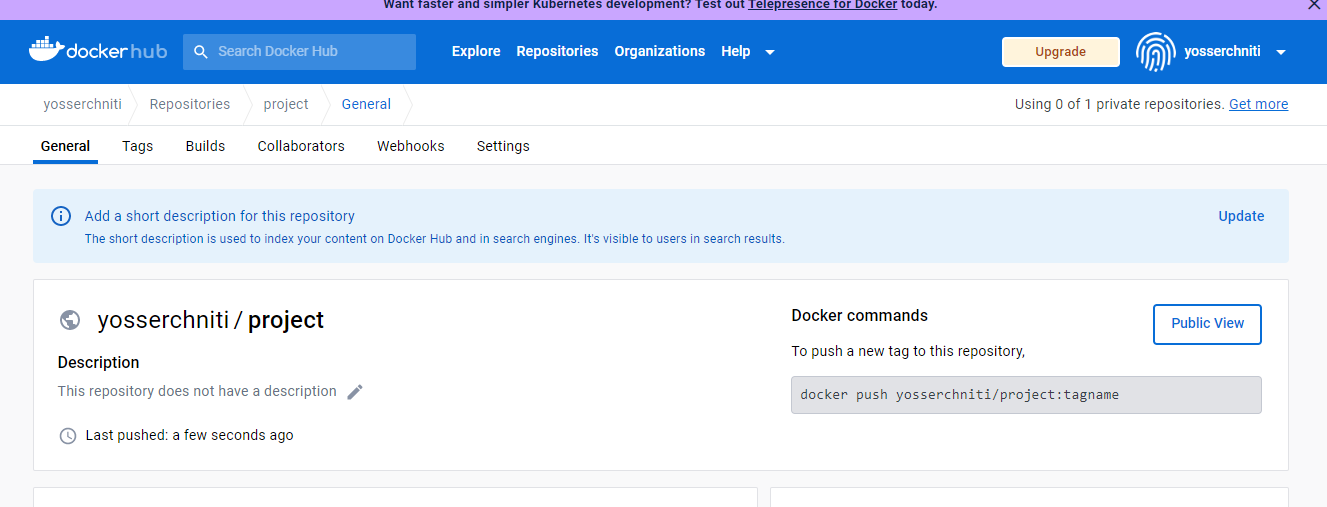 Want faster and simpler Kubernetes development? Test out Telepresence for Docker today.
docker hub
Search Docker Hub
Explore Repositories Organizations Help
Upgrade
yosserchniti
yosserchniti Repositories project General
Using 0 of 1 private repositories. Get more
General Tags Builds Collaborators Webhooks Settings
Add a short description for this repository
Update
The short description is used to index your content on Docker Hub and in search engines. It's visible to users in search results.
yosserchniti / project
Description
This repository does not have a description
Last pushed: a few seconds ago
Docker commands
Public View
To push a new tag to this repository,
docker push yosserchniti/project:tagname